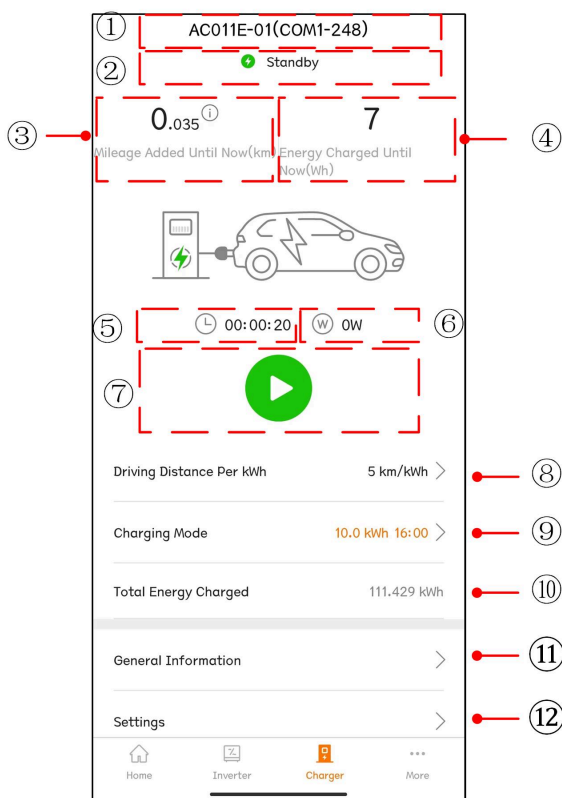 ① AC011E-01(COM1-248)
② Standby
③ 0.035 i 7 ④
Mileage Added Until Now(km) Energy Charged Until
Now(Wh)
⑤ 00:00:20 W 0W ⑥
⑦
Driving Distance Per kWh 5 km/kWh ⑧
Charging Mode 10.0 kWh 16:00 ⑨
Total Energy Charged 111.429 kWh ⑩
General Information ⑪
Settings ⑫
Home Inverter Charger More